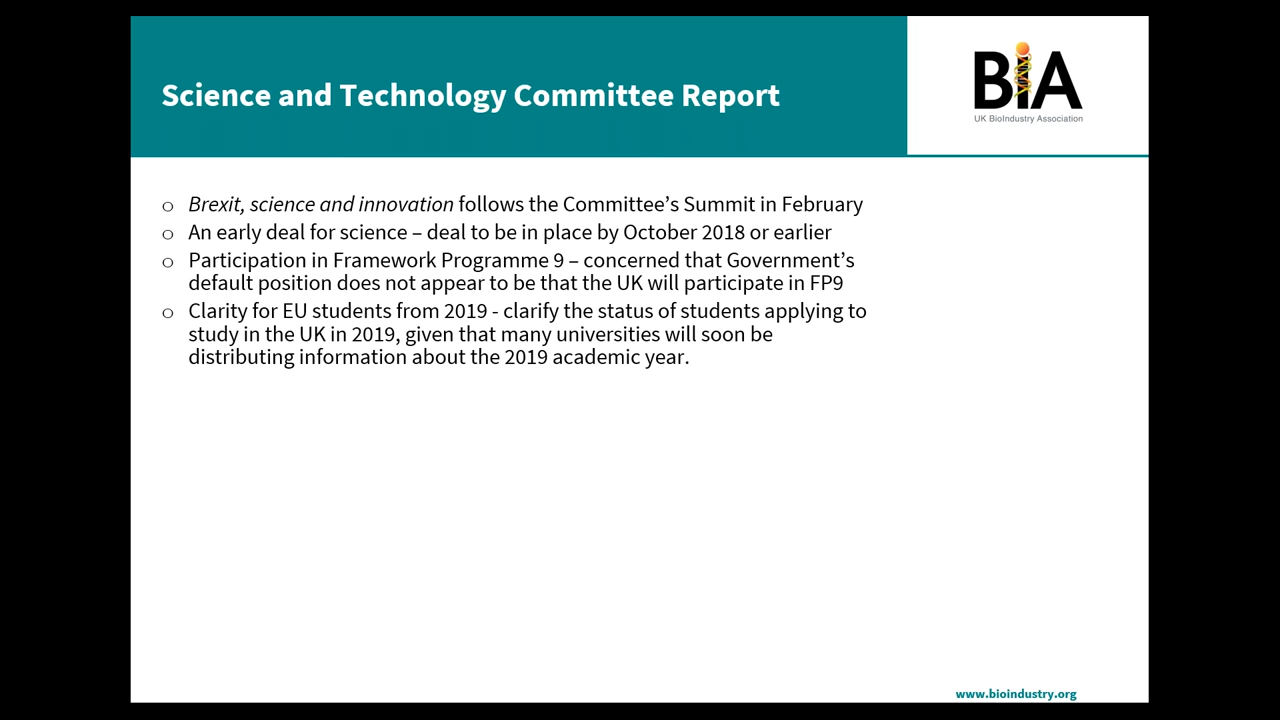 Science and Technology Committee Report
BiA
UK BioIndustry Association
o Brexit, science and innovation follows the Committee’s Summit in February
o An early deal for science – deal to be in place by October 2018 or earlier
o Participation in Framework Programme 9 – concerned that Government’s
default position does not appear to be that the UK will participate in FP9
o Clarity for EU students from 2019 - clarify the status of students applying to
study in the UK in 2019, given that many universities will soon be
distributing information about the 2019 academic year.
www.bioindustry.org